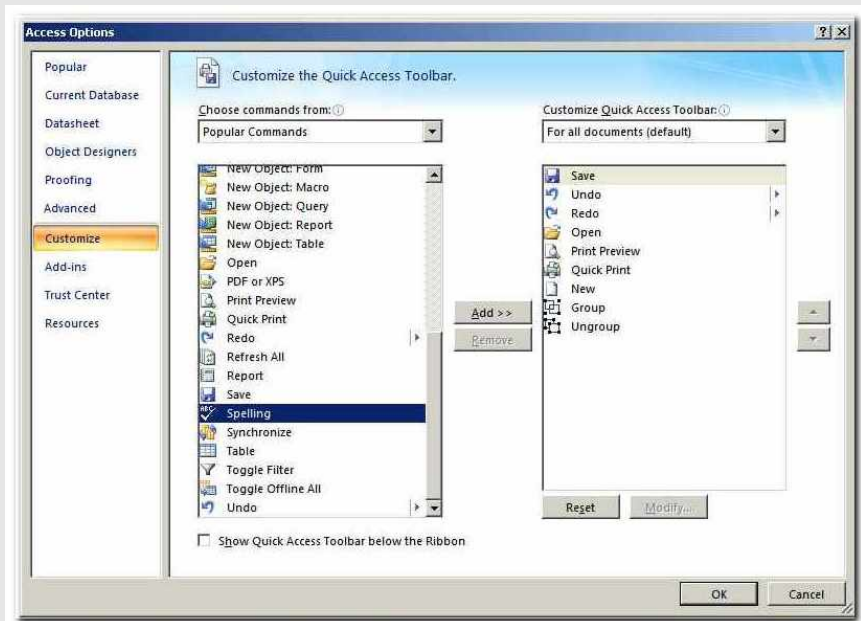 Access Options
Popular
Current Database
Datasheet
Object Designers
Proofing
Advanced
Customize
Add-ins
Trust Center
Resources
Customize the Quick Access Toolbar.
Choose commands from:
Popular Commands
New Object: Form
New Object: Macro
New Object: Query
New Object: Report
New Object: Table
Open
PDF or XPS
Print Preview
Quick Print
Redo
Refresh All
Report
Save
Spelling
Synchronize
Table
Toggle Filter
Toggle Offline All
Undo
Show Quick Access Toolbar below the Ribbon
Add >>
Remove
Customize Quick Access Toolbar:
For all documents (default)
Save
Undo
Redo
Open
Print Preview
Quick Print
New
Group
Ungroup
Reset
Modify...
OK
Cancel